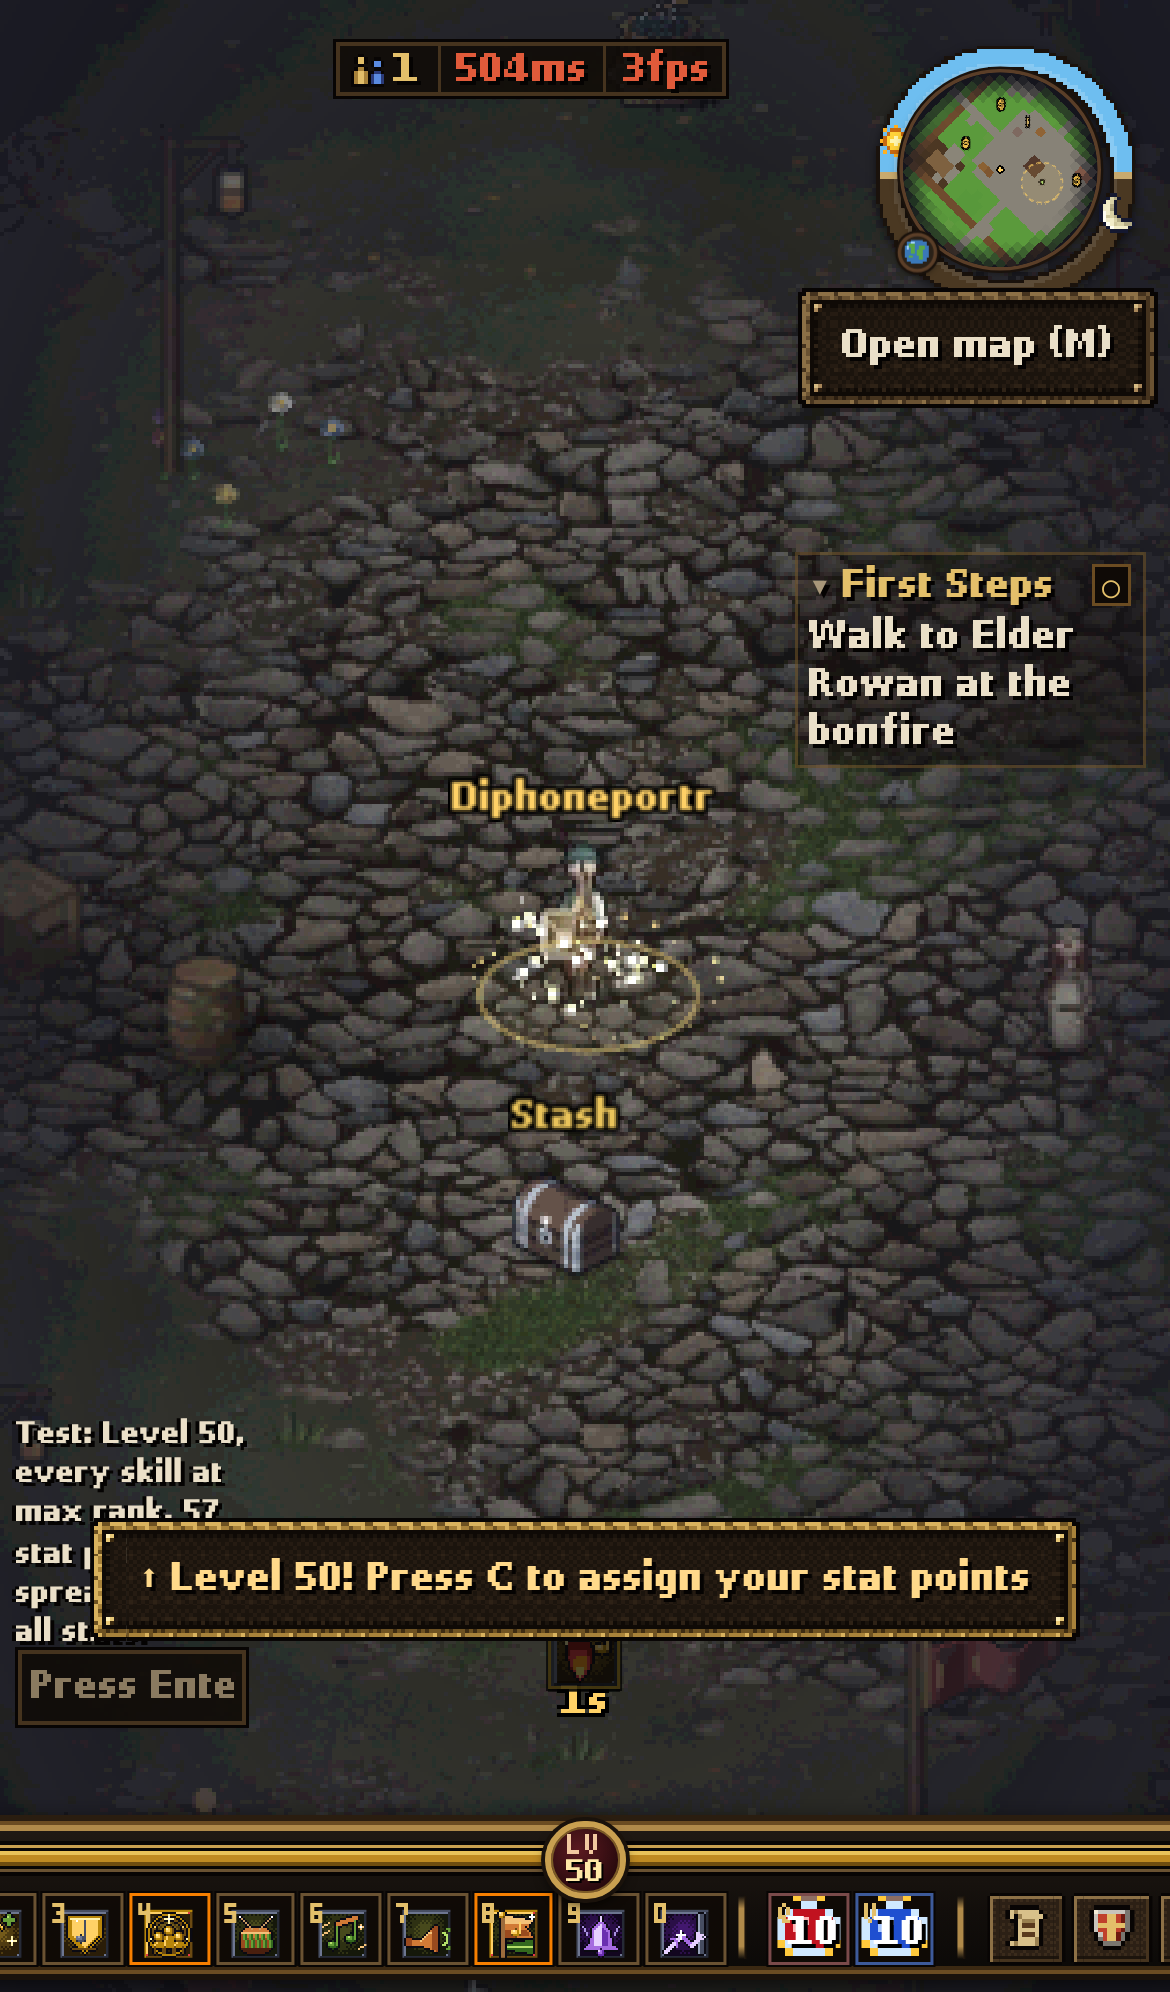 1 504ms 3fps
Open map (M)
▼ First Steps
Walk to Elder
Rowan at the
bonfire
Diphoneportr
Stash
Test: Level 50,
every skill at
max rank. 57
stat
all
↑ Level 50! Press C to assign your stat points
Press Ente
1s
LV
50
3 4 5 6 7 8 9 0 10 10